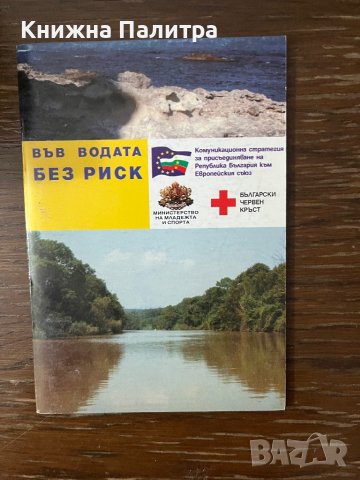 Книжна Палитра
ВЪВ ВОДАТА
БЕЗ РИСК
Комуникационна стратегия
за присъединяване на
Република България към
Европейския съюз
МИНИСТЕРСТВО
НА МЛАДЕЖТА
И СПОРТА
БЪЛГАРСКИ
ЧЕРВЕН
КРЪСТ
BAZAR